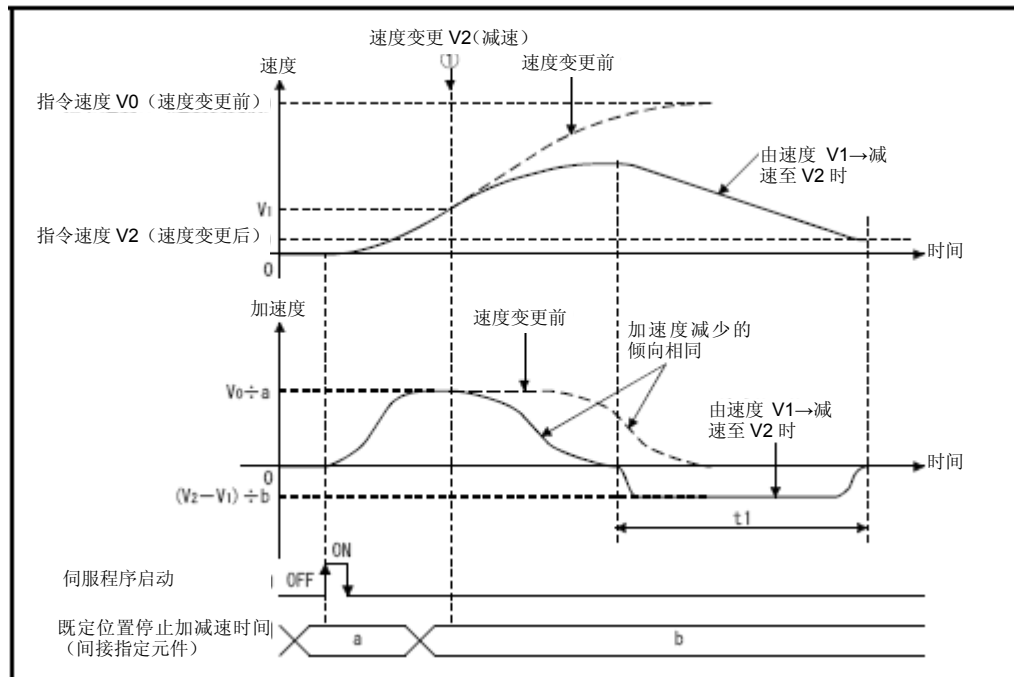 速度变更 V2(减速)
①
速度
速度变更前
指令速度 V0（速度变更前）
由速度 V1→减
速至 V2 时
V1
指令速度 V2（速度变更后）
0
时间
加速度
速度变更前
加速度减少的
倾向相同
V0÷a
由速度 V1→减
速至 V2 时
0
时间
(V2−V1)÷b
t1
ON
伺服程序启动
OFF
既定位置停止加减速时间
（间接指定元件）
a
b